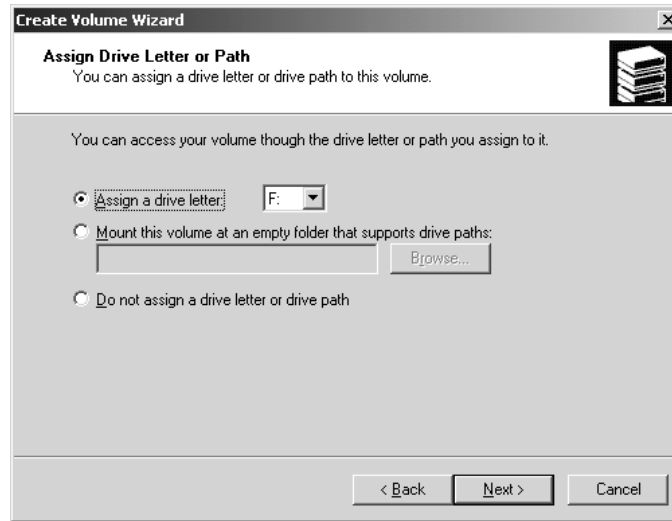 Create Volume Wizard
Assign Drive Letter or Path
You can assign a drive letter or drive path to this volume.
You can access your volume though the drive letter or path you assign to it.
Assign a drive letter: F:
Mount this volume at an empty folder that supports drive paths:
Browse...
Do not assign a drive letter or drive path
< Back Next > Cancel